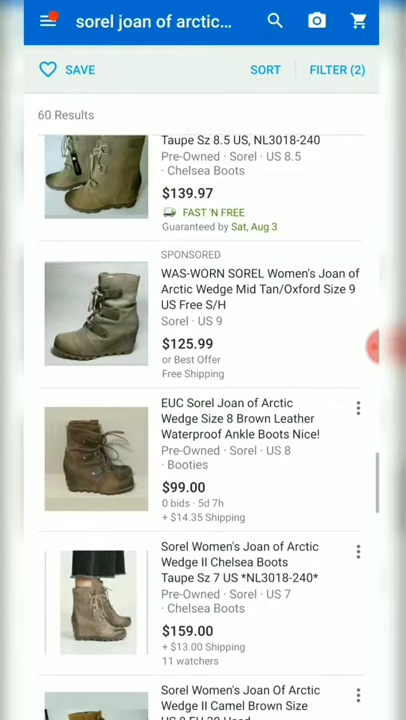 sorel joan of arctic...
SAVE
SORT
FILTER (2)
60 Results
Taupe Sz 8.5 US, NL3018-240
Pre-Owned · Sorel · US 8.5
· Chelsea Boots
$139.97
FAST 'N FREE
Guaranteed by Sat, Aug 3
SPONSORED
WAS-WORN SOREL Women's Joan of
Arctic Wedge Mid Tan/Oxford Size 9
US Free S/H
Sorel · US 9
$125.99
or Best Offer
Free Shipping
EUC Sorel Joan of Arctic
Wedge Size 8 Brown Leather
Waterproof Ankle Boots Nice!
Pre-Owned · Sorel · US 8
· Booties
$99.00
0 bids · 5d 7h
+ $14.35 Shipping
Sorel Women's Joan of Arctic
Wedge II Chelsea Boots
Taupe Sz 7 US *NL3018-240*
Pre-Owned · Sorel · US 7
· Chelsea Boots
$159.00
+ $13.00 Shipping
11 watchers
Sorel Women's Joan Of Arctic
Wedge II Camel Brown Size